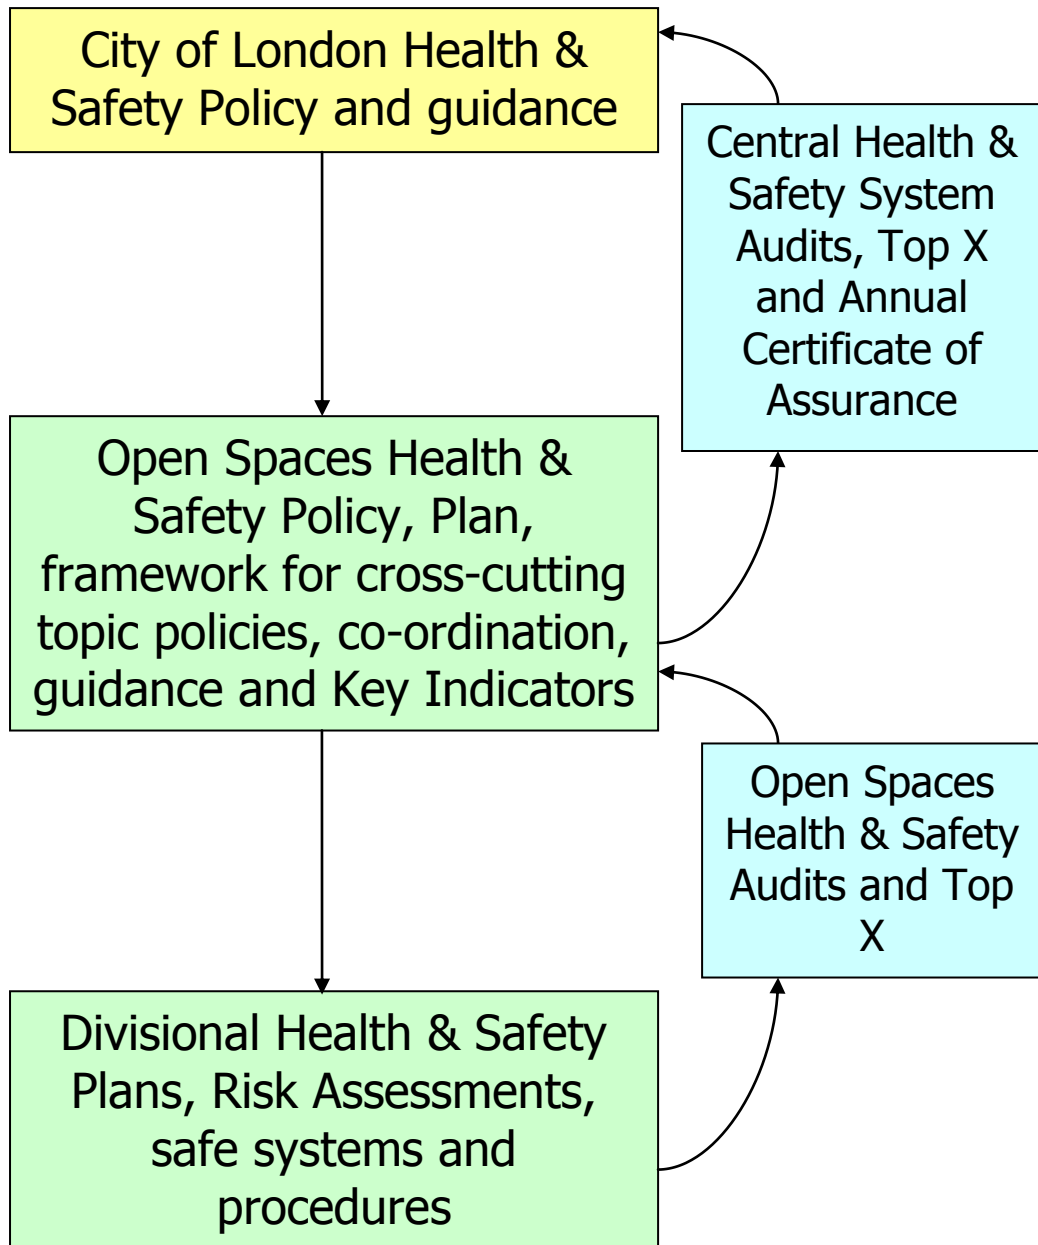 City of London Health &
Safety Policy and guidance
Central Health &
Safety System
Audits, Top X
and Annual
Certificate of
Assurance
Open Spaces Health &
Safety Policy, Plan,
framework for cross-cutting
topic policies, co-ordination,
guidance and Key Indicators
Open Spaces
Health & Safety
Audits and Top
X
Divisional Health & Safety
Plans, Risk Assessments,
safe systems and
procedures